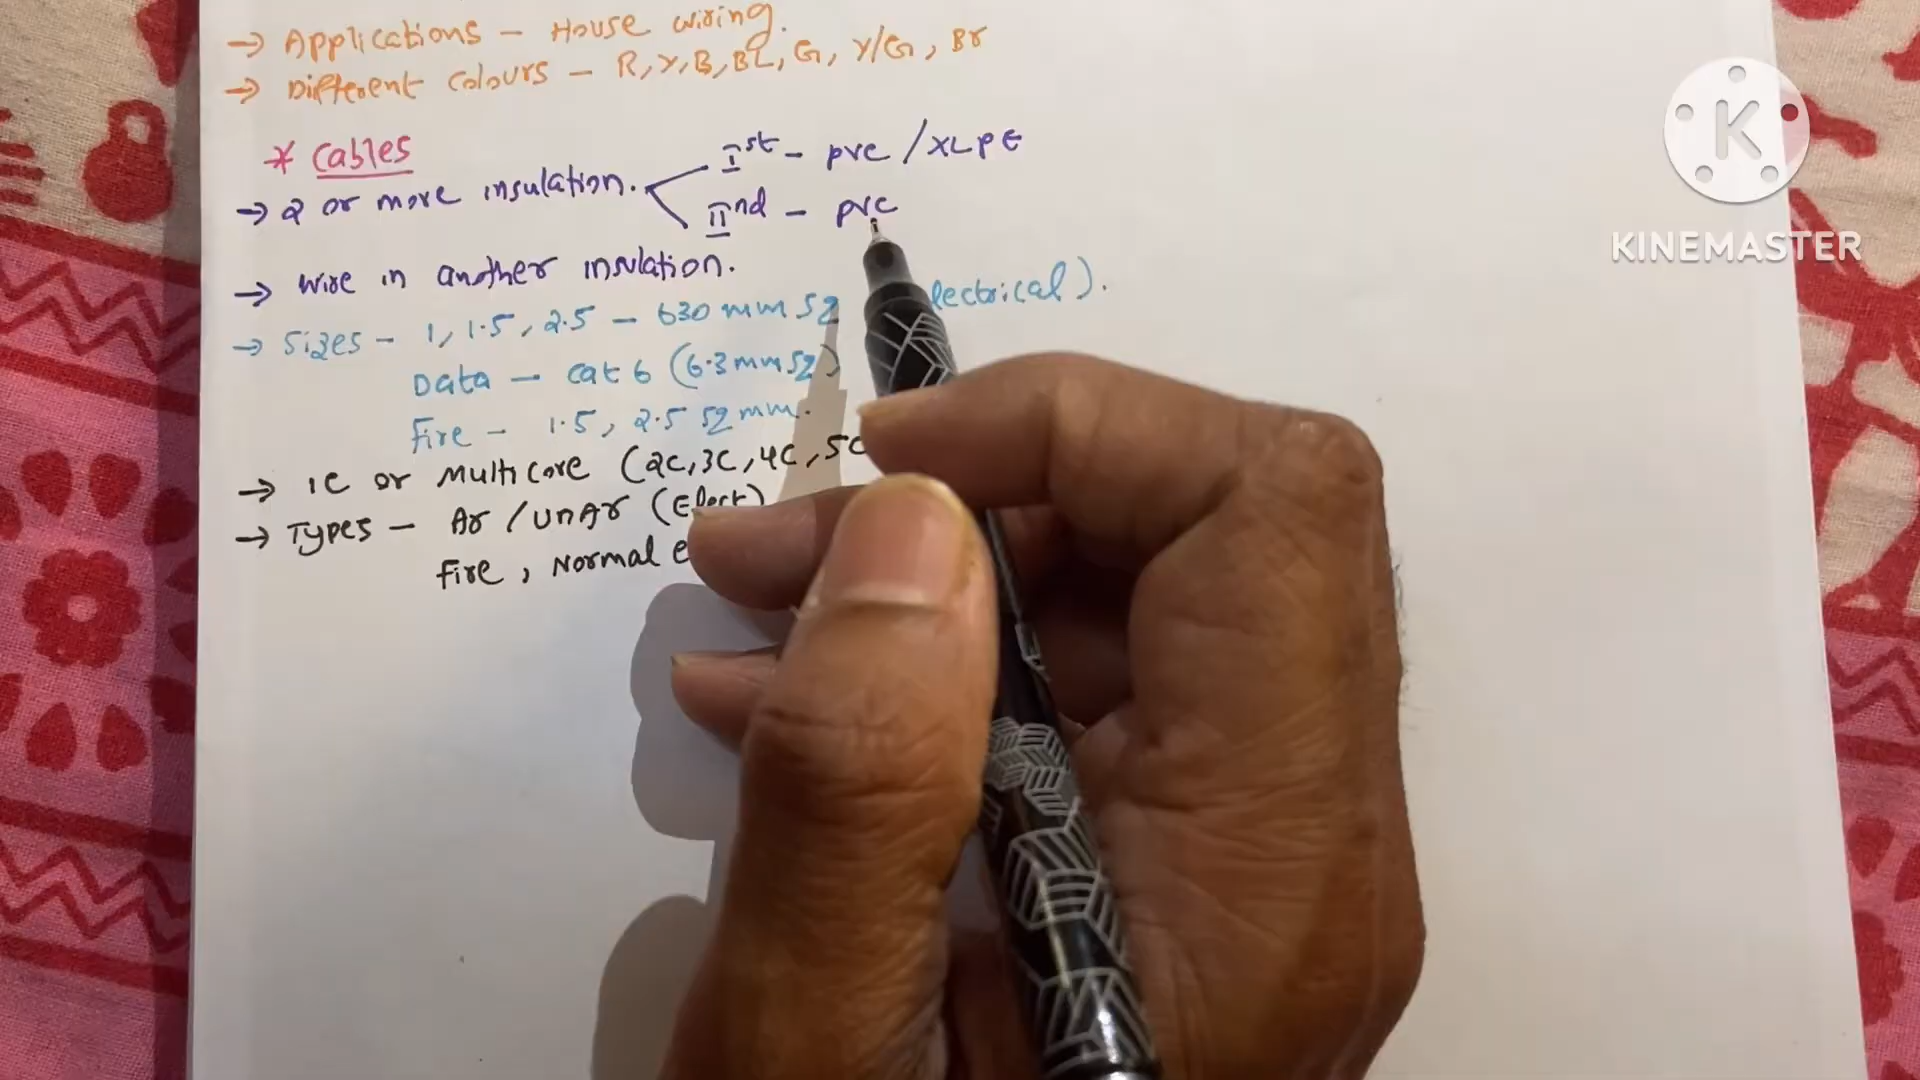 → Applications - House wiring.
→ Different colours - R, Y, B, BL, G, Y/G, Br
* Cables
→ 2 or more insulation. Ist - pvc / XLPE
IInd - pvc
→ wire in another insulation.
→ Sizes - 1, 1.5, 2.5 - 630 mm Sq lectrical).
Data - cat 6 (6.3 mm Sq)
Fire - 1.5, 2.5 Sq mm.
→ 1C or Multicore (2C, 3C, 4C, 5C
→ Types - Ar / UnAr (Elect)
Fire, Normal e
K
KINEMASTER